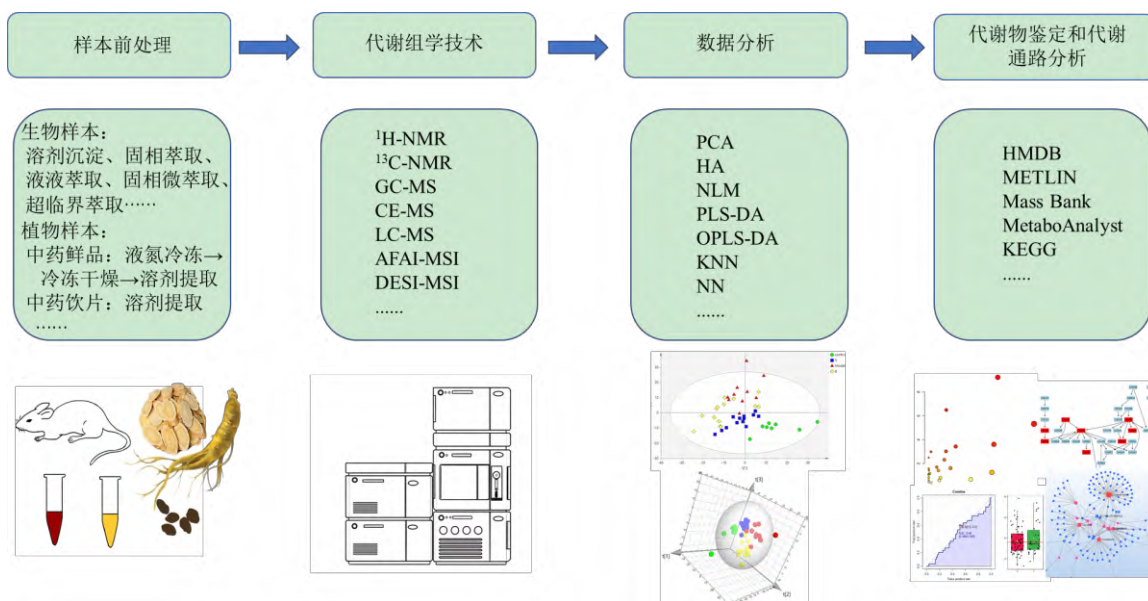 样本前处理
代谢组学技术
数据分析
代谢物鉴定和代谢
通路分析
生物样本：
溶剂沉淀、固相萃取、
液液萃取、固相微萃取、
超临界萃取……
植物样本：
中药鲜品：液氮冷冻→
冷冻干燥→溶剂提取
中药饮片：溶剂提取
……
¹H-NMR
¹³C-NMR
GC-MS
CE-MS
LC-MS
AFAI-MSI
DESI-MSI
......
PCA
HA
NLM
PLS-DA
OPLS-DA
KNN
NN
......
HMDB
METLIN
Mass Bank
MetaboAnalyst
KEGG
......
t[3]
t[1]
t[2]